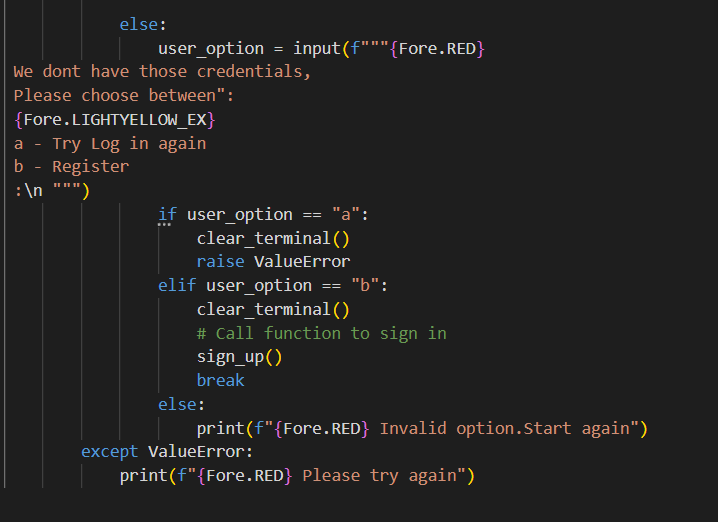 else:
user_option = input(f"""{Fore.RED}
We dont have those credentials,
Please choose between":
{Fore.LIGHTYELLOW_EX}
a - Try Log in again
b - Register
:\n """)
if user_option == "a":
clear_terminal()
raise ValueError
elif user_option == "b":
clear_terminal()
# Call function to sign in
sign_up()
break
else:
print(f"{Fore.RED} Invalid option.Start again")
except ValueError:
print(f"{Fore.RED} Please try again")